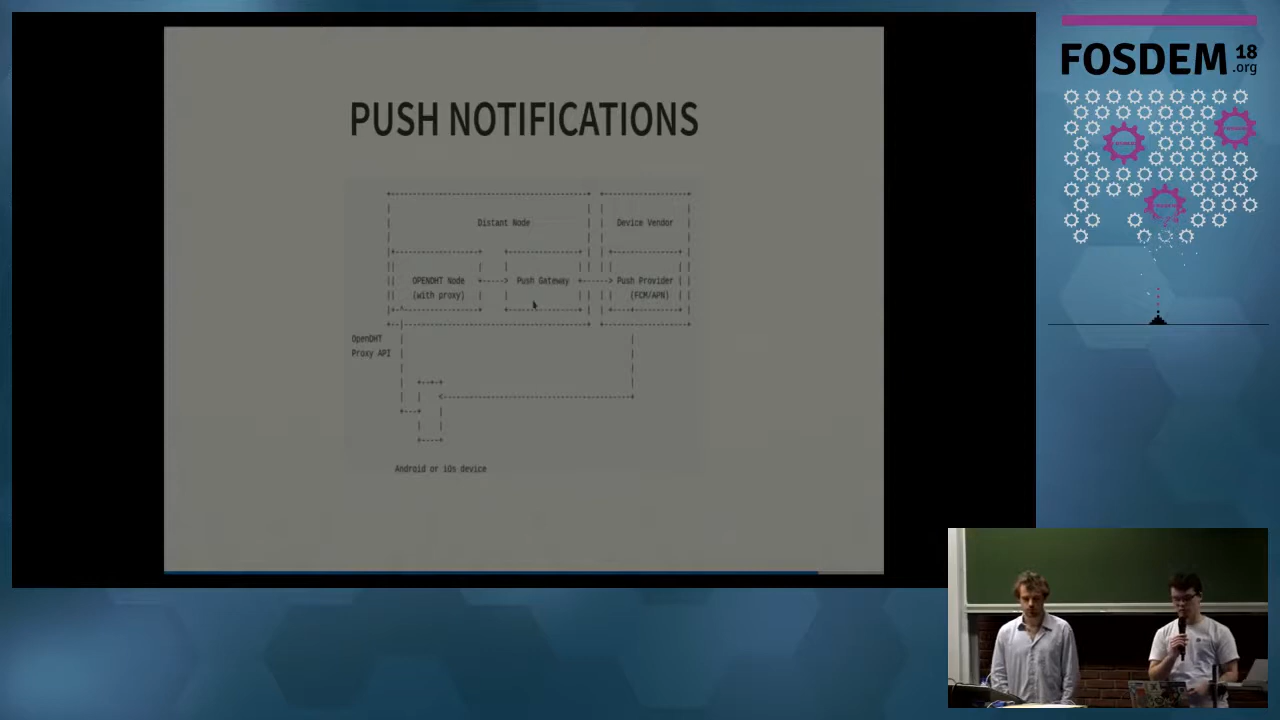 PUSH NOTIFICATIONS
Distant Node
Device Vendor
OPENDHT Node
(with proxy)
Push Gateway
Push Provider
(FCM/APN)
OpenDHT
Proxy API
Android or iOs device
FOSDEM 18
.org